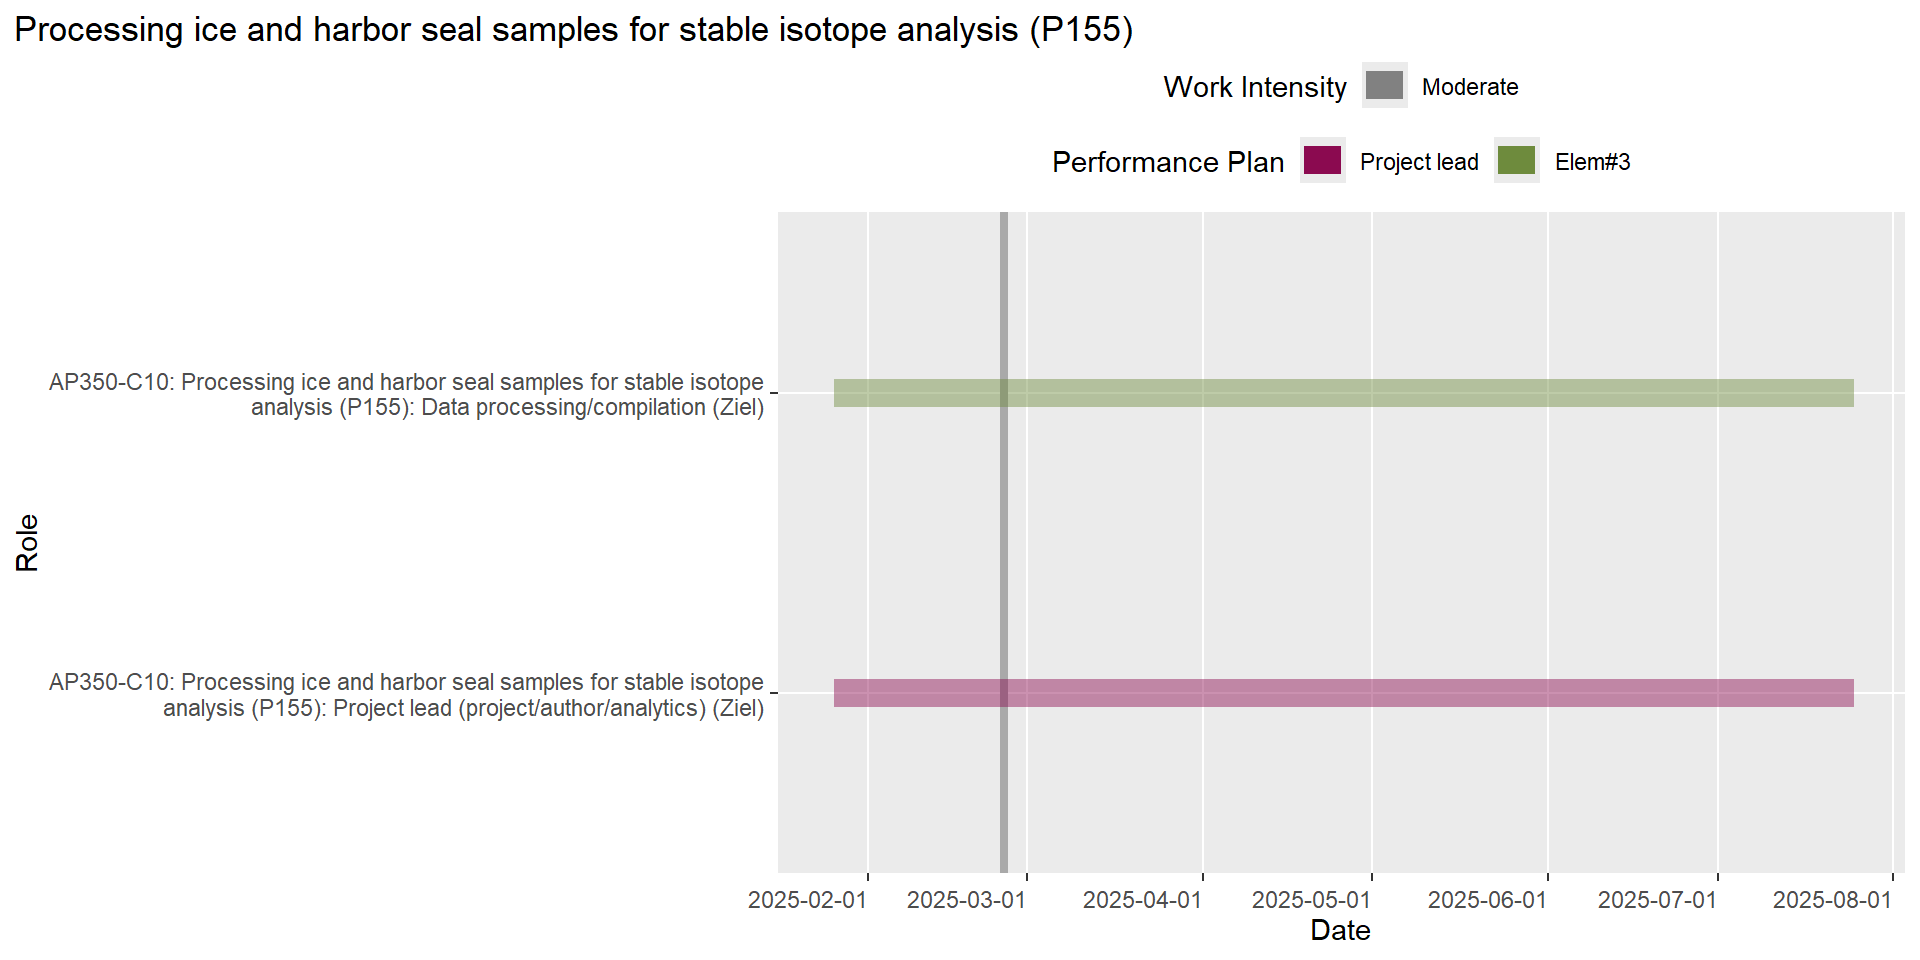 Processing ice and harbor seal samples for stable isotope analysis (P155)
Work Intensity Moderate
Performance Plan Project lead Elem#3
AP350-C10: Processing ice and harbor seal samples for stable isotope
analysis (P155): Data processing/compilation (Ziel)
Role
AP350-C10: Processing ice and harbor seal samples for stable isotope
analysis (P155): Project lead (project/author/analytics) (Ziel)
2025-02-01 2025-03-01 2025-04-01 2025-05-01 2025-06-01 2025-07-01 2025-08-01
Date